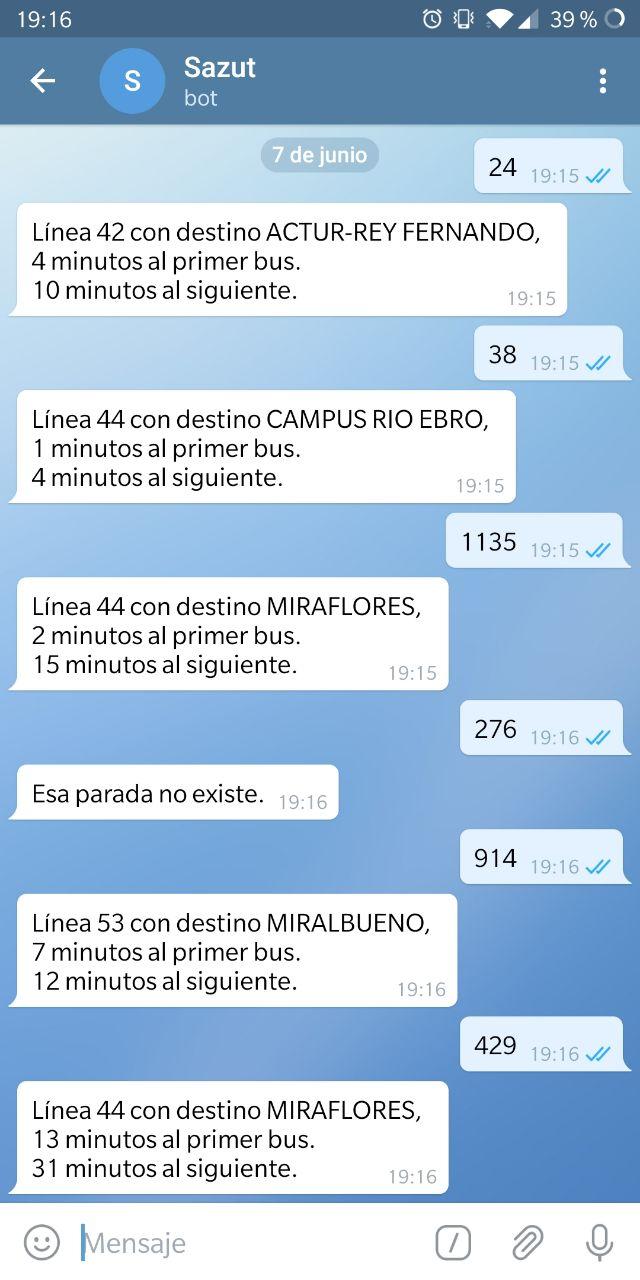 19:16
39 %
S
Sazut
bot
7 de junio
24 19:15
Línea 42 con destino ACTUR-REY FERNANDO,
4 minutos al primer bus.
10 minutos al siguiente.
19:15
38 19:15
Línea 44 con destino CAMPUS RIO EBRO,
1 minutos al primer bus.
4 minutos al siguiente.
19:15
1135 19:15
Línea 44 con destino MIRAFLORES,
2 minutos al primer bus.
15 minutos al siguiente.
19:15
276 19:16
Esa parada no existe. 19:16
914 19:16
Línea 53 con destino MIRALBUENO,
7 minutos al primer bus.
12 minutos al siguiente.
19:16
429 19:16
Línea 44 con destino MIRAFLORES,
13 minutos al primer bus.
31 minutos al siguiente.
19:16
Mensaje